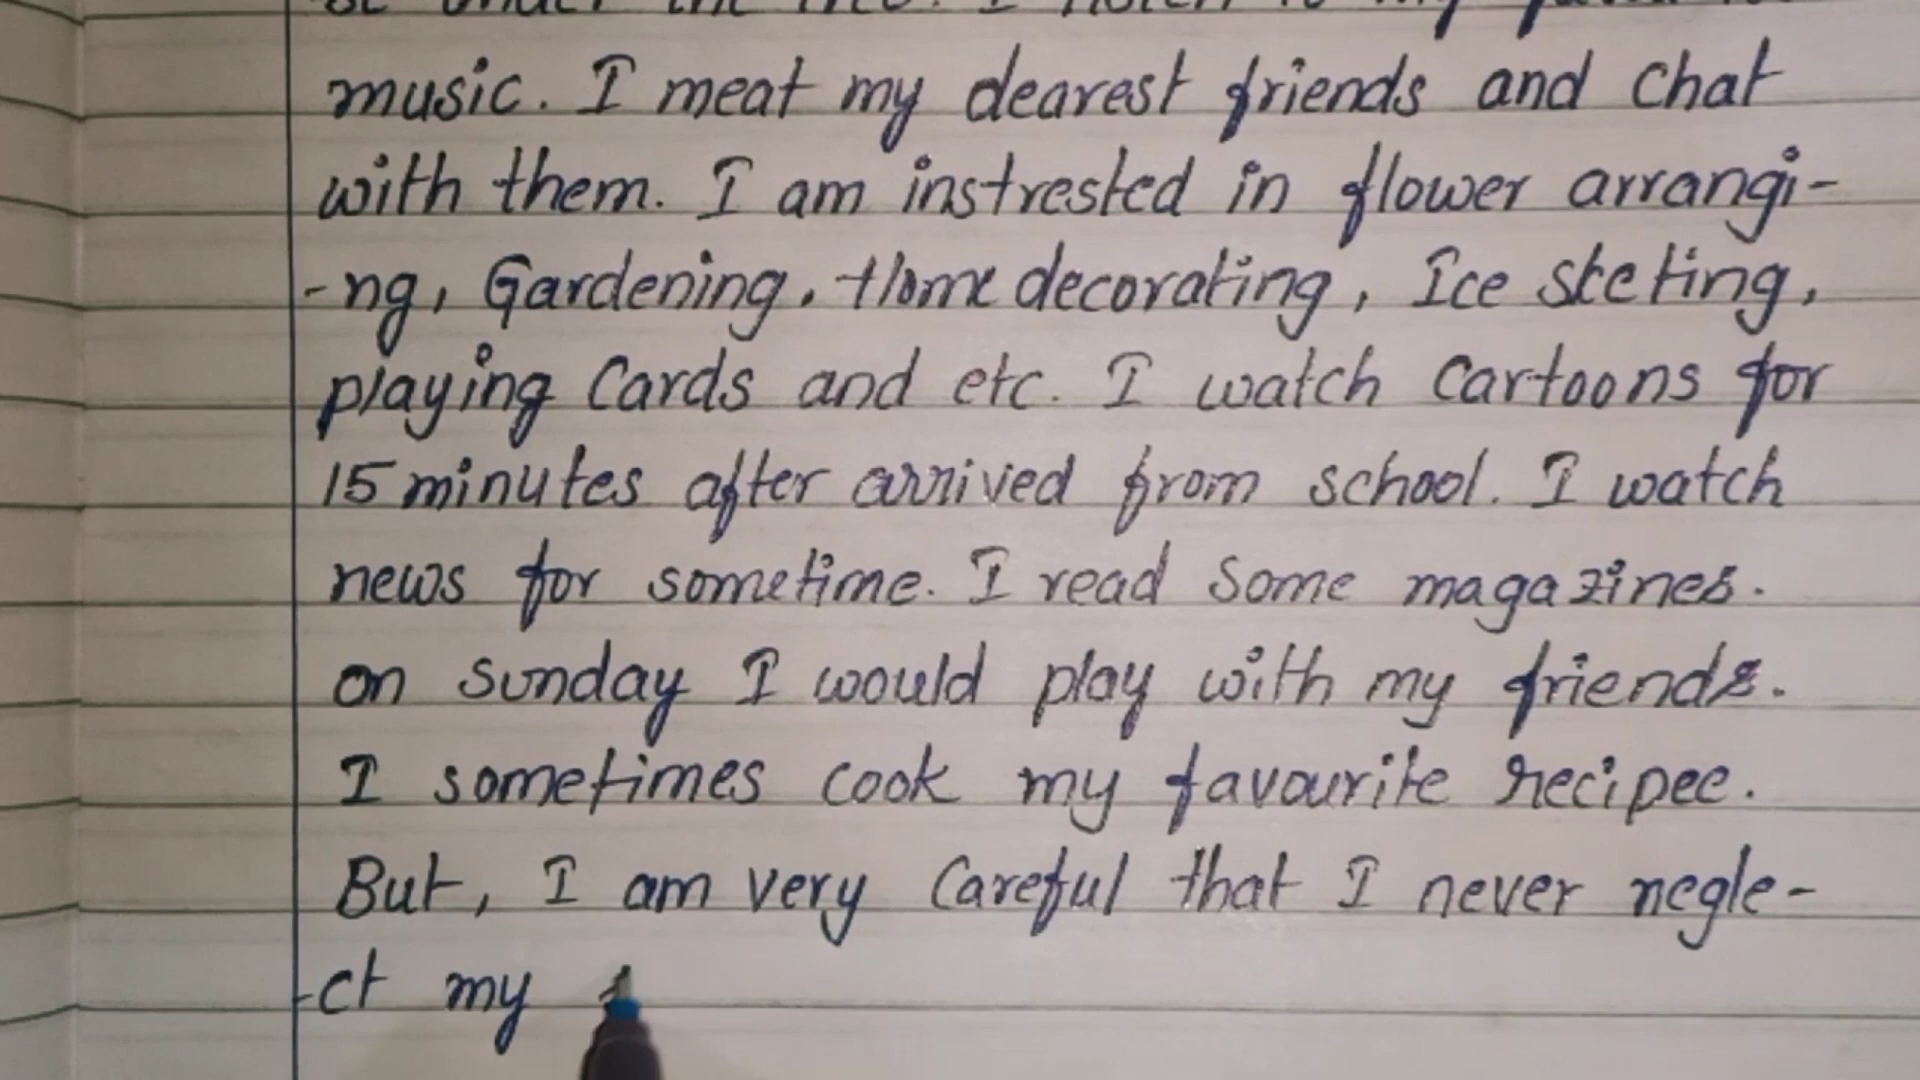 music. I meat my dearest friends and chat
with them. I am instrested in flower arrangi-
-ng, Gardening, Home decorating, Ice sketing,
playing Cards and etc. I watch Cartoons for
15 minutes after arrived from school. I watch
news for sometime. I read Some magazines.
on sunday I would play with my friends.
I sometimes cook my favourite recipee.
But, I am very Careful that I never negle-
-ct my